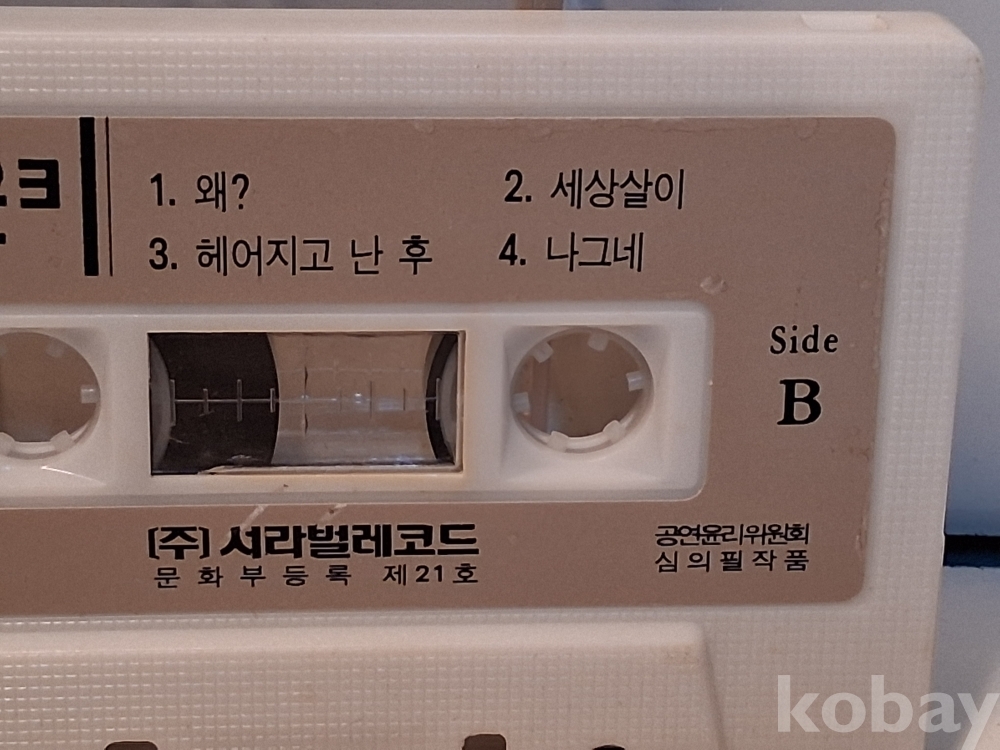 1. 왜?
2. 세상살이
3. 헤어지고 난 후
4. 나그네
Side
B
(주) 서라벌레코드
문화부등록 제21호
공연윤리위원회
심의필작품
kobay